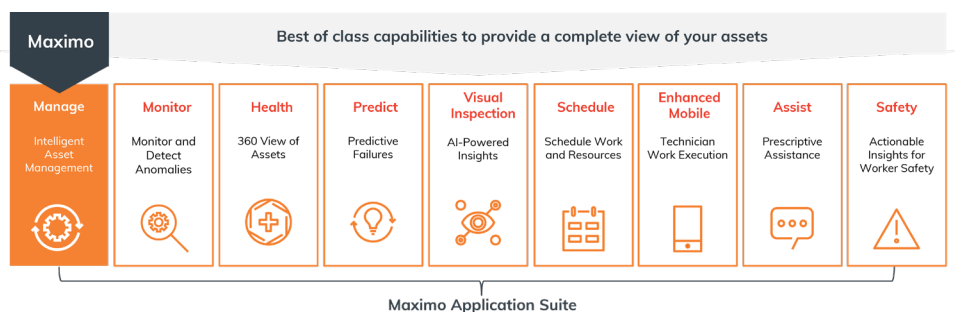 Maximo
Best of class capabilities to provide a complete view of your assets
Manage
Intelligent
Asset
Management
Monitor
Monitor and
Detect
Anomalies
Health
360 View of
Assets
Predict
Predictive
Failures
Visual
Inspection
AI-Powered
Insights
Schedule
Schedule Work
and Resources
Enhanced
Mobile
Technician
Work Execution
Assist
Prescriptive
Assistance
Safety
Actionable
Insights for
Worker Safety
Maximo Application Suite